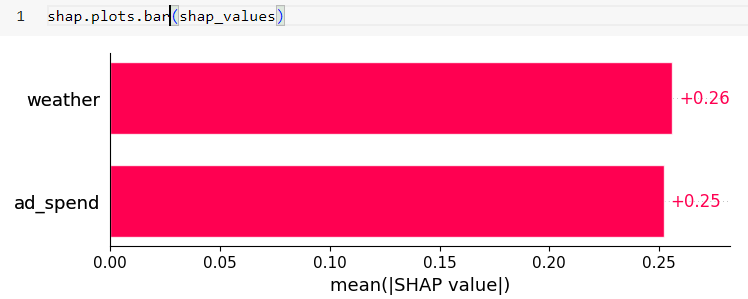 1 shap.plots.bar(shap_values)
weather +0.26
ad_spend +0.25
0.00 0.05 0.10 0.15 0.20 0.25
mean(|SHAP value|)